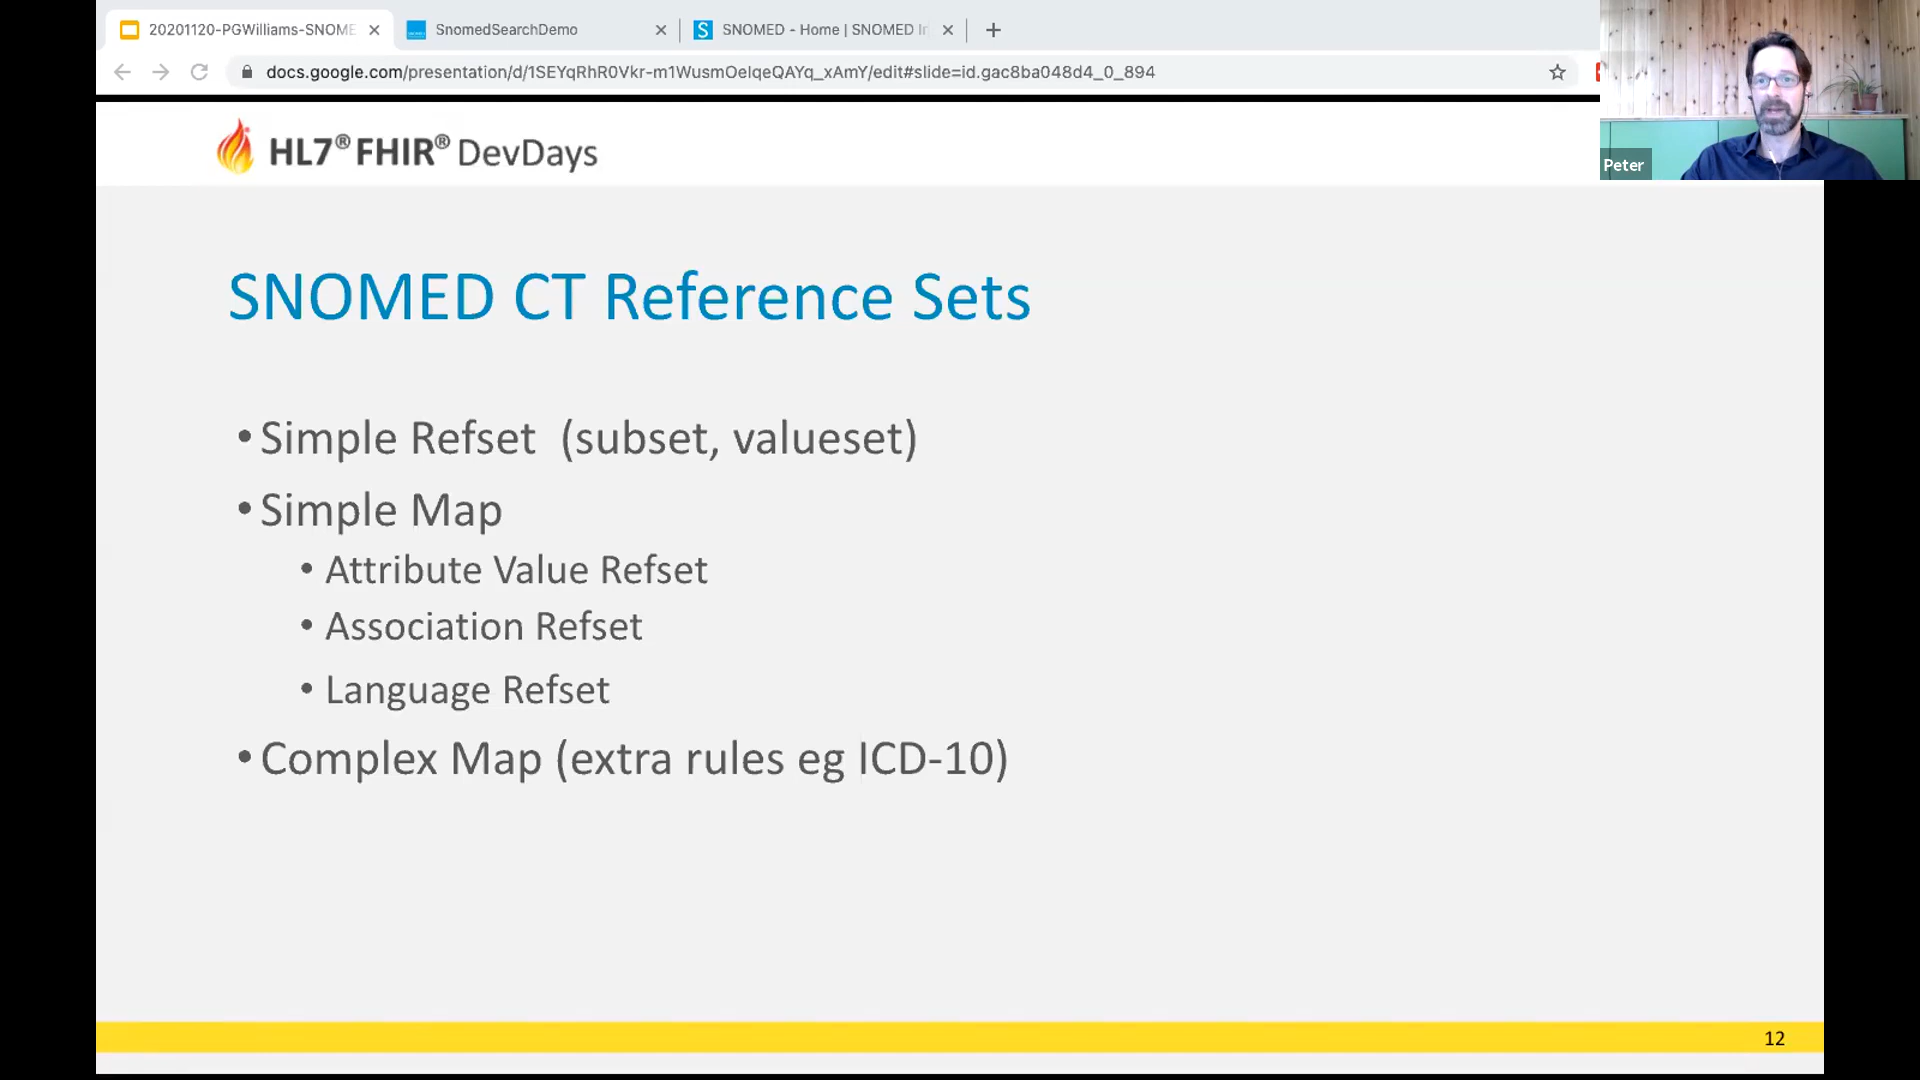 20201120-PGWilliams-SNOME
SnomedSearchDemo
SNOMED - Home | SNOMED In
docs.google.com/presentation/d/1SEYqRhR0Vkr-m1WusmOeIqeQAYq_xAmY/edit#slide=id.gac8ba048d4_0_894
Peter
HL7® FHIR® DevDays
SNOMED CT Reference Sets
• Simple Refset (subset, valueset)
• Simple Map
• Attribute Value Refset
• Association Refset
• Language Refset
• Complex Map (extra rules eg ICD-10)
12